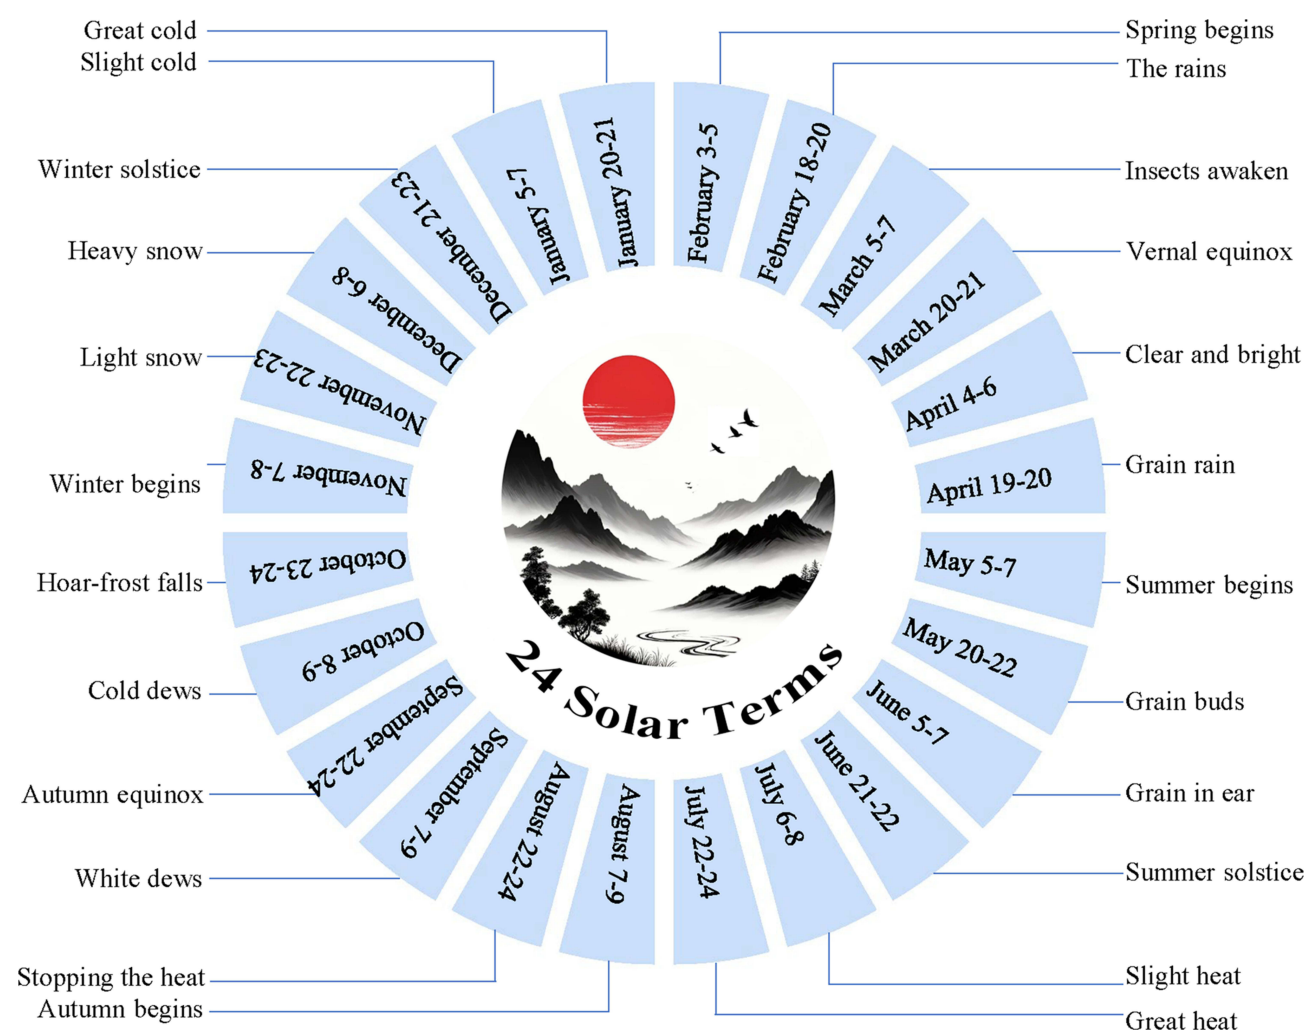 Great cold
Slight cold
Winter solstice
Heavy snow
Light snow
Winter begins
Hoar-frost falls
Cold dews
Autumn equinox
White dews
Stopping the heat
Autumn begins
Spring begins
The rains
Insects awaken
Vernal equinox
Clear and bright
Grain rain
Summer begins
Grain buds
Grain in ear
Summer solstice
Slight heat
Great heat
February 3-5
February 18-20
March 5-7
March 20-21
April 4-6
April 19-20
May 5-7
May 20-22
June 5-7
June 21-22
July 6-8
July 22-24
August 7-9
August 22-24
September 7-9
September 22-24
October 8-9
October 23-24
November 7-8
November 22-23
December 6-8
December 21-23
January 5-7
January 20-21
24 Solar Terms